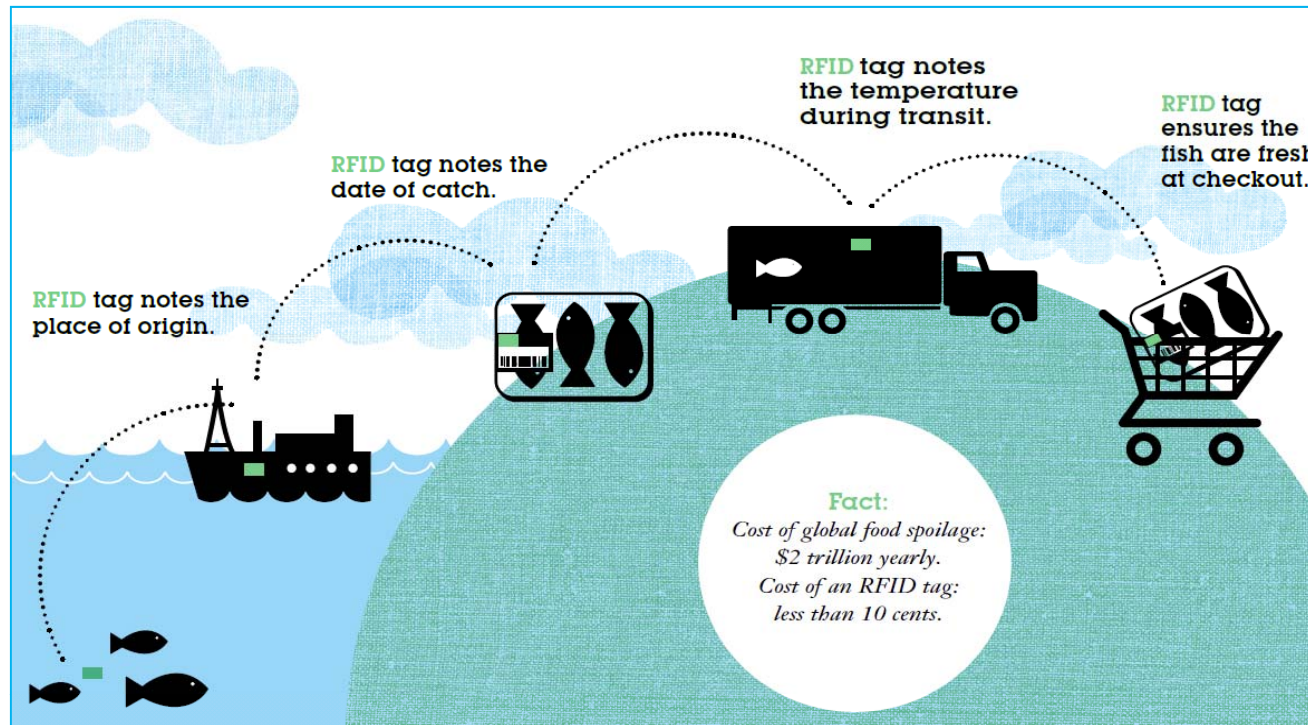 RFID tag notes the
place of origin.
RFID tag notes the
date of catch.
RFID tag notes
the temperature
during transit.
RFID tag
ensures the
fish are fresh
at checkout.
Fact:
Cost of global food spoilage:
$2 trillion yearly.
Cost of an RFID tag:
less than 10 cents.